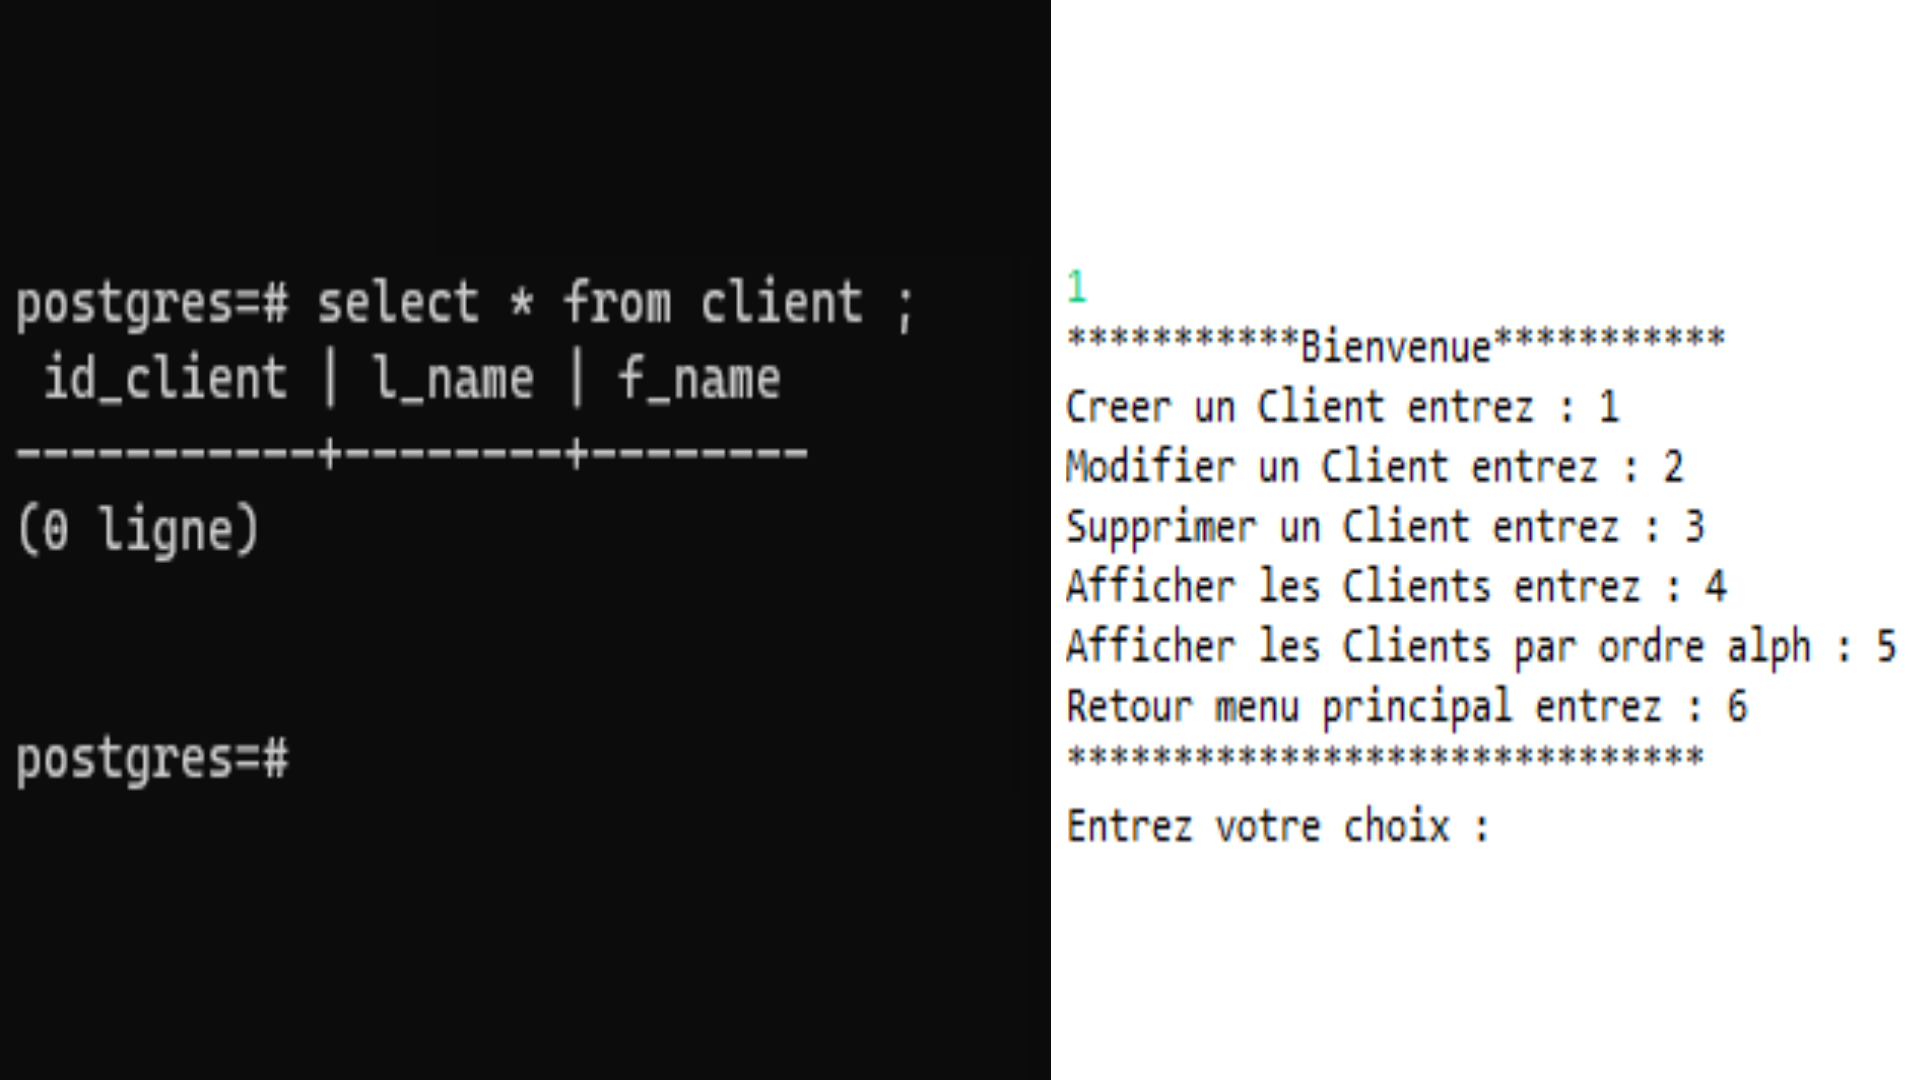 postgres=# select * from client ;
 id_client | l_name | f_name
-----------+--------+--------
(0 ligne)
postgres=#
1
***********Bienvenue***********
Creer un Client entrez : 1
Modifier un Client entrez : 2
Supprimer un Client entrez : 3
Afficher les Clients entrez : 4
Afficher les Clients par ordre alph : 5
Retour menu principal entrez : 6
******************************
Entrez votre choix :